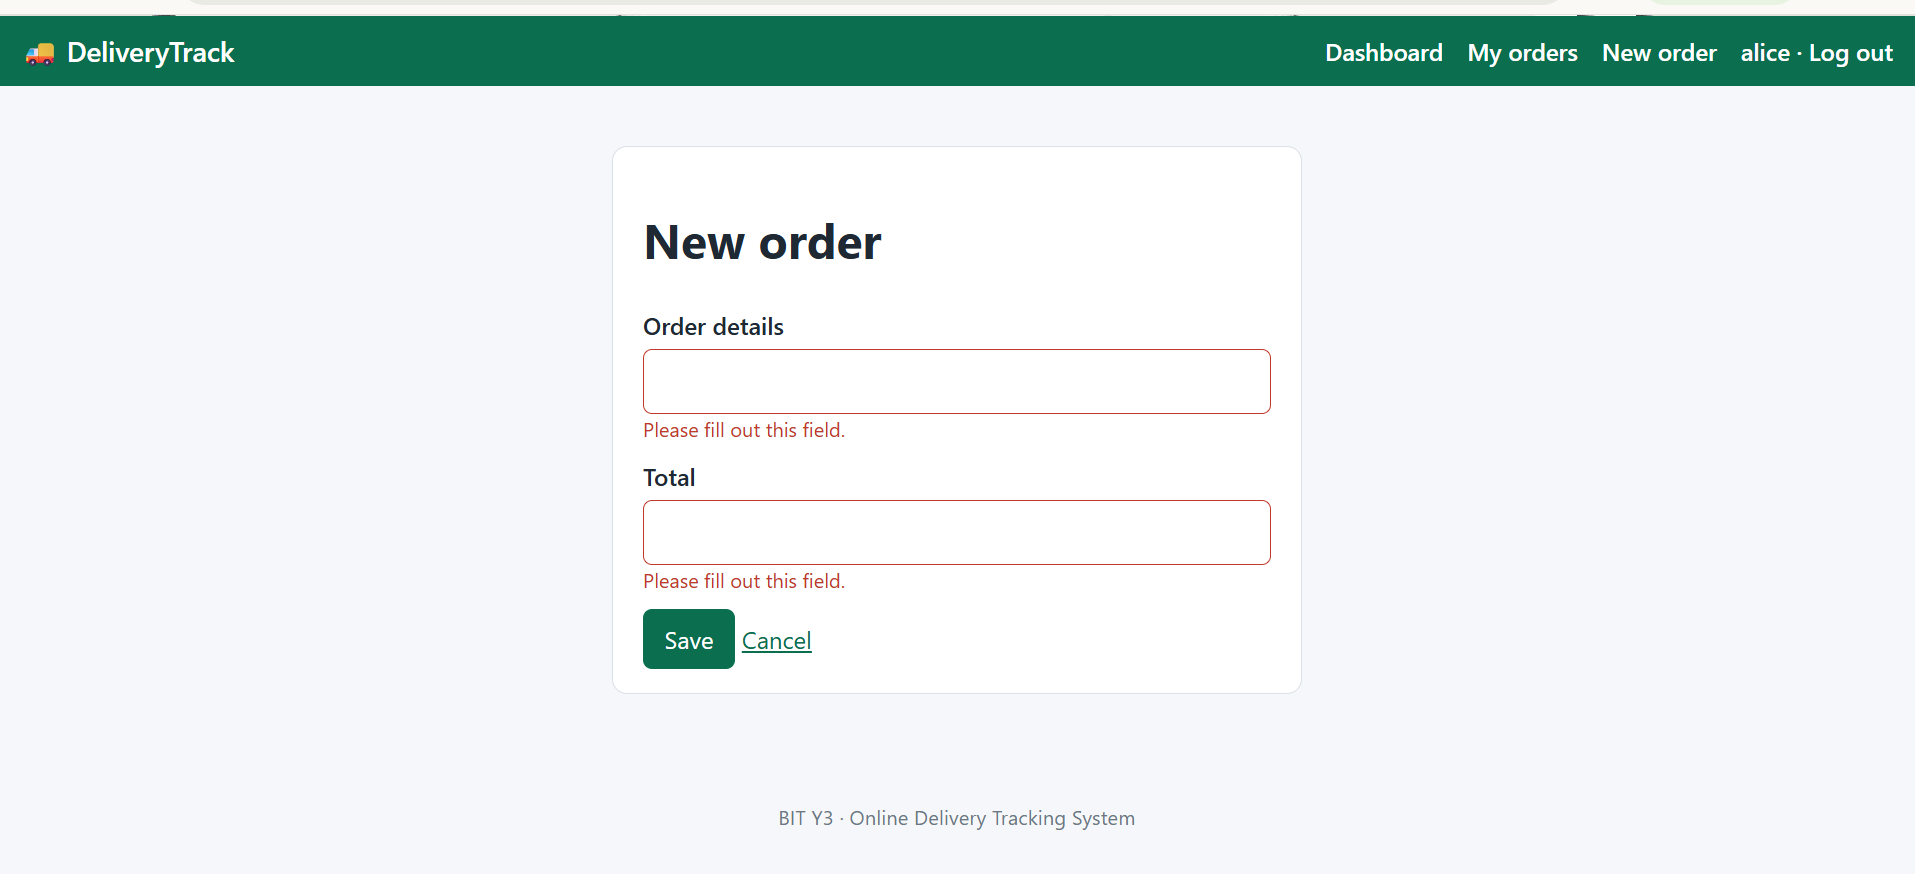 DeliveryTrack
Dashboard My orders New order alice · Log out
New order
Order details
Please fill out this field.
Total
Please fill out this field.
Save Cancel
BIT Y3 · Online Delivery Tracking System